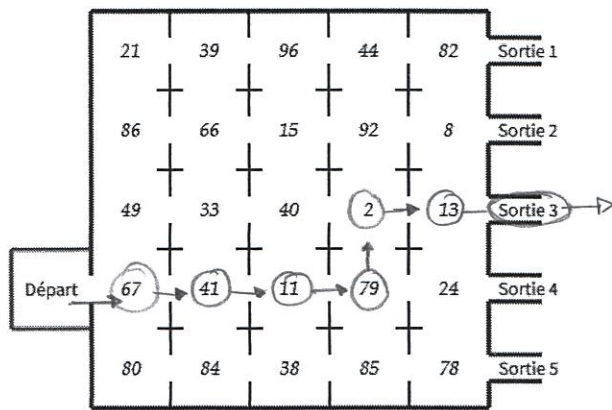 21 39 96 44 82 Sortie 1
86 66 15 92 8 Sortie 2
49 33 40 2 13 Sortie 3
Départ 67 41 11 79 24 Sortie 4
80 84 38 85 78 Sortie 5